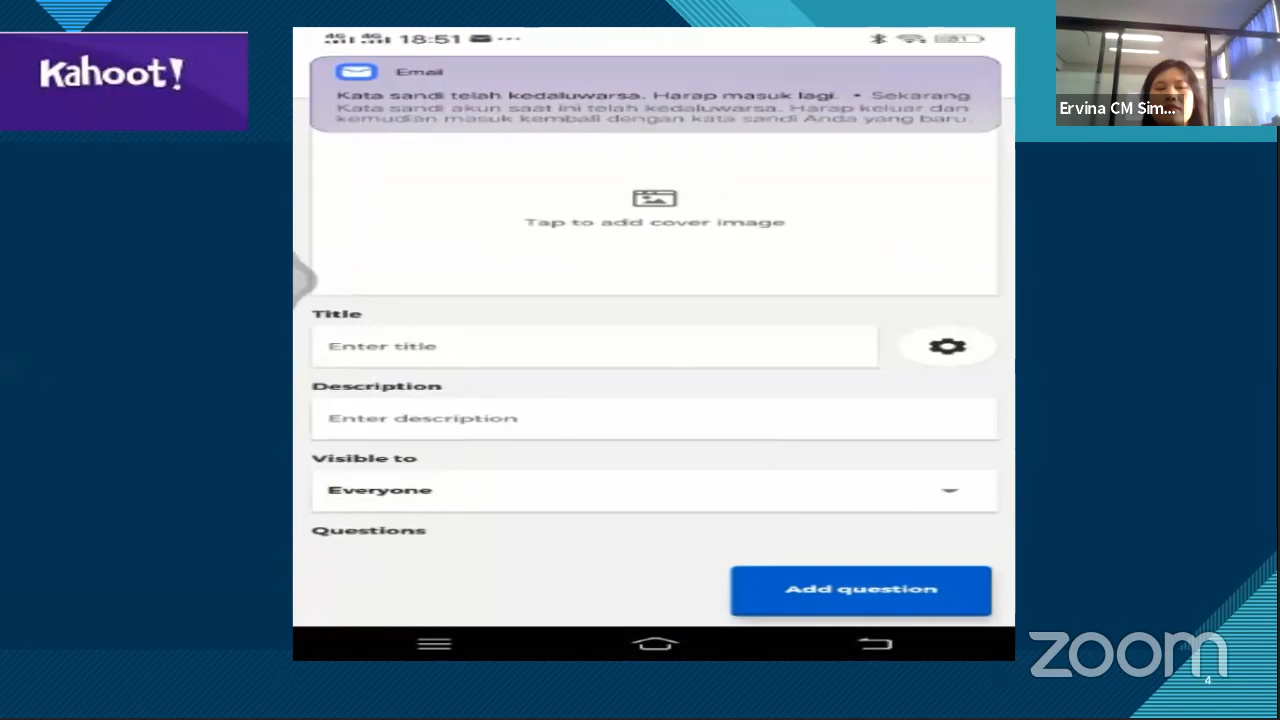 Kahoot!
18:51
81
Email
Kata sandi telah kedaluwarsa. Harap masuk lagi. • Sekarang
Kata sandi akun saat ini telah kedaluwarsa. Harap keluar dan
kemudian masuk kembali dengan kata sandi Anda yang baru.
Ervina CM Sim...
Tap to add cover image
Title
Enter title
Description
Enter description
Visible to
Everyone
Questions
Add question
zoom
4